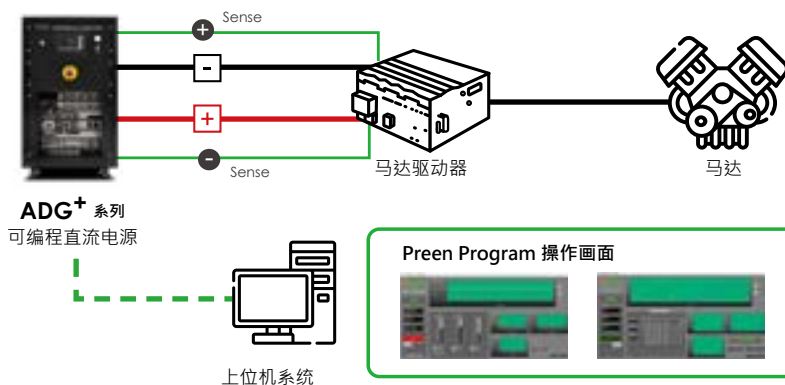 + Sense
-
+
- Sense
马达驱动器
马达
ADG+ 系列
可编程直流电源
Preen Program 操作画面
上位机系统